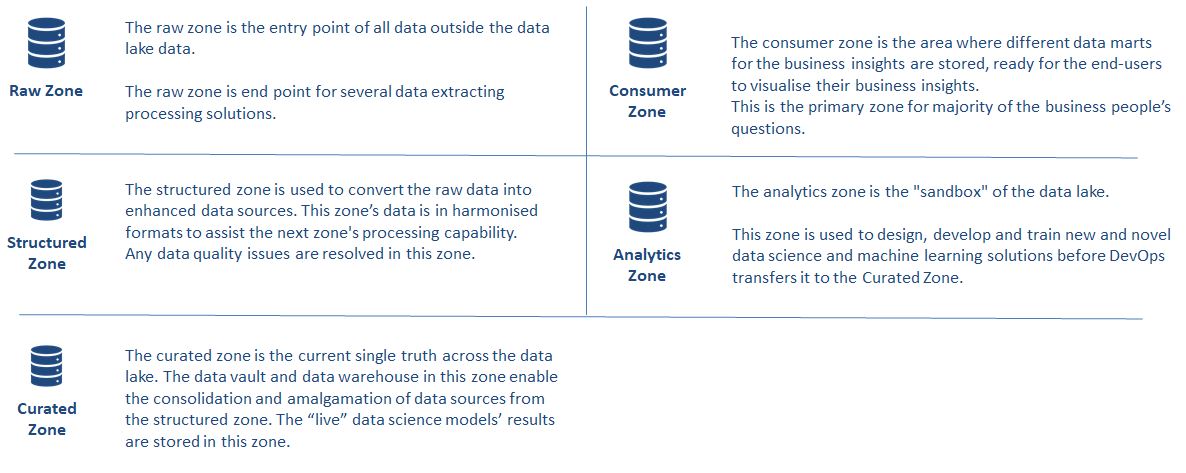 Raw Zone
The raw zone is the entry point of all data outside the data
lake data.
The raw zone is end point for several data extracting
processing solutions.
Structured
Zone
The structured zone is used to convert the raw data into
enhanced data sources. This zone’s data is in harmonised
formats to assist the next zone's processing capability.
Any data quality issues are resolved in this zone.
Curated
Zone
The curated zone is the current single truth across the data
lake. The data vault and data warehouse in this zone enable
the consolidation and amalgamation of data sources from
the structured zone. The “live” data science models’ results
are stored in this zone.
Consumer
Zone
The consumer zone is the area where different data marts
for the business insights are stored, ready for the end-users
to visualise their business insights.
This is the primary zone for majority of the business people’s
questions.
Analytics
Zone
The analytics zone is the "sandbox" of the data lake.
This zone is used to design, develop and train new and novel
data science and machine learning solutions before DevOps
transfers it to the Curated Zone.